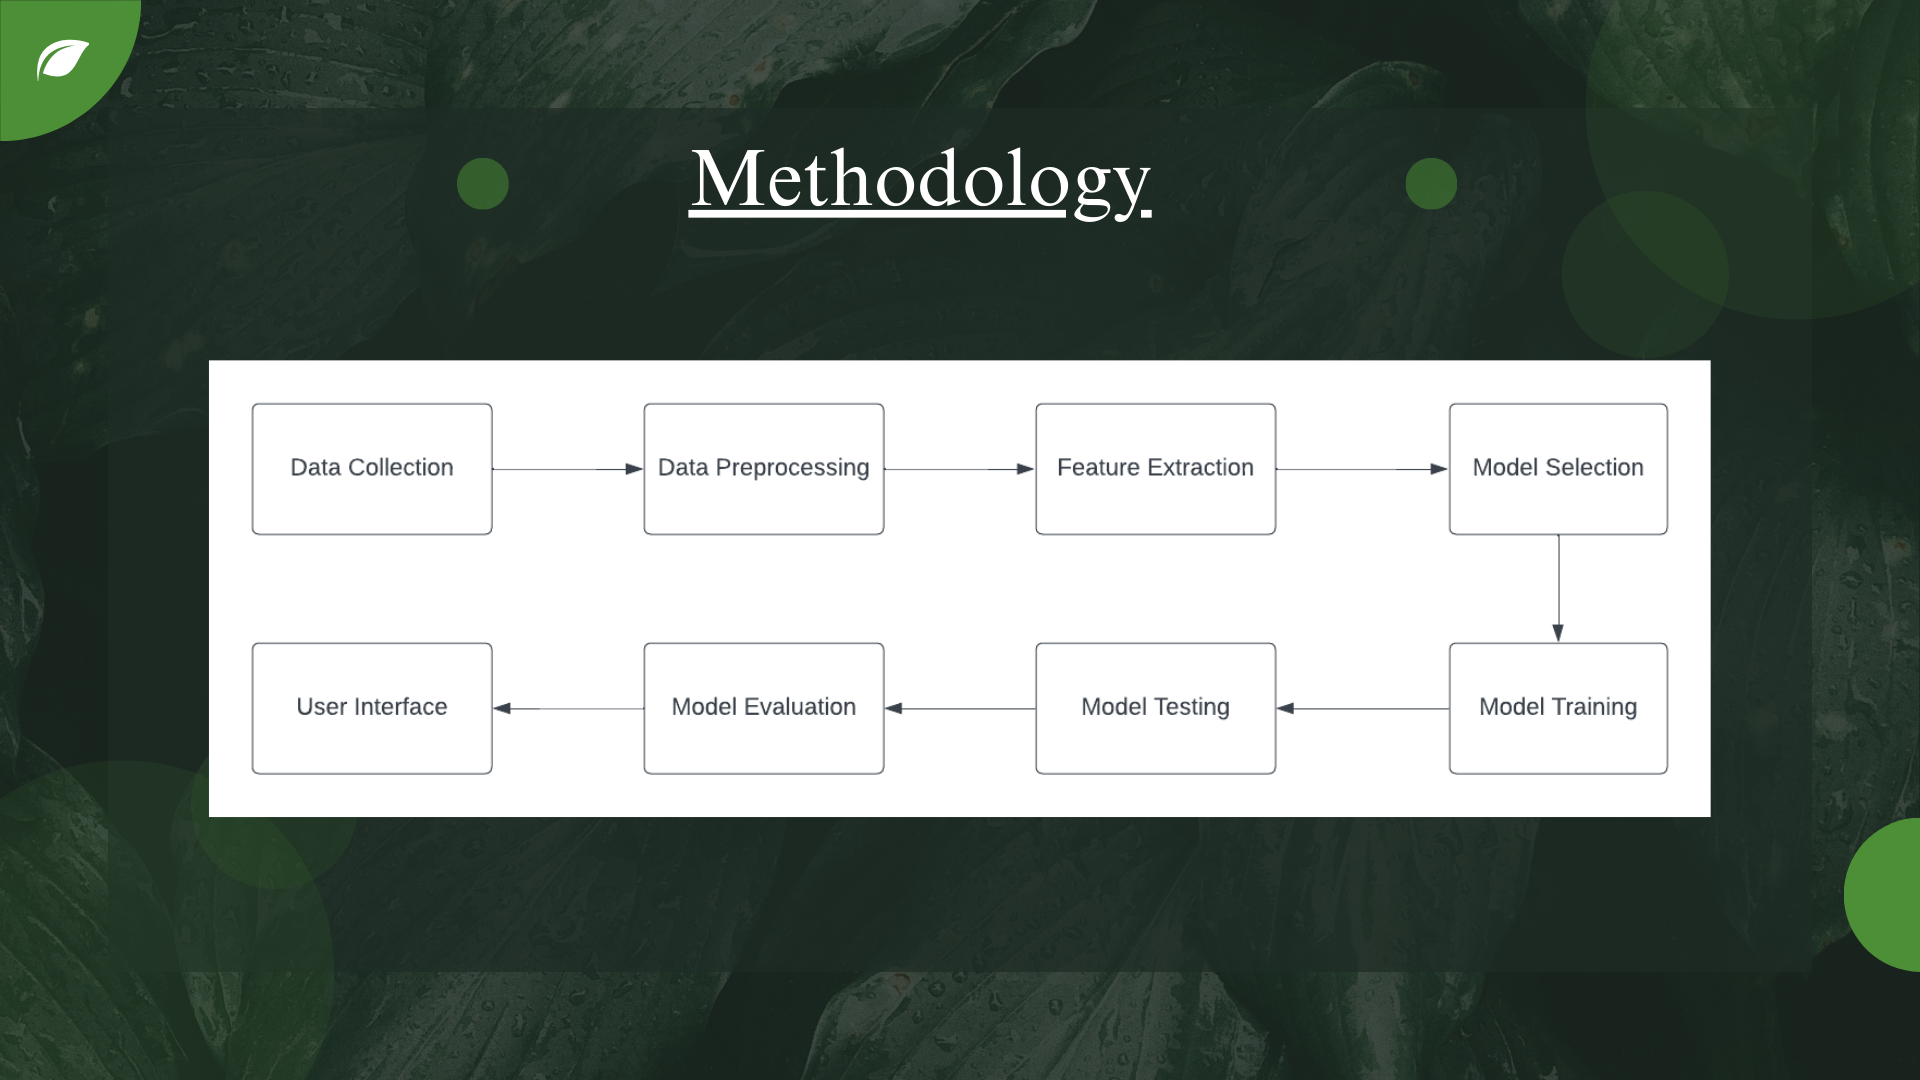 Methodology
Data Collection
Data Preprocessing
Feature Extraction
Model Selection
User Interface
Model Evaluation
Model Testing
Model Training